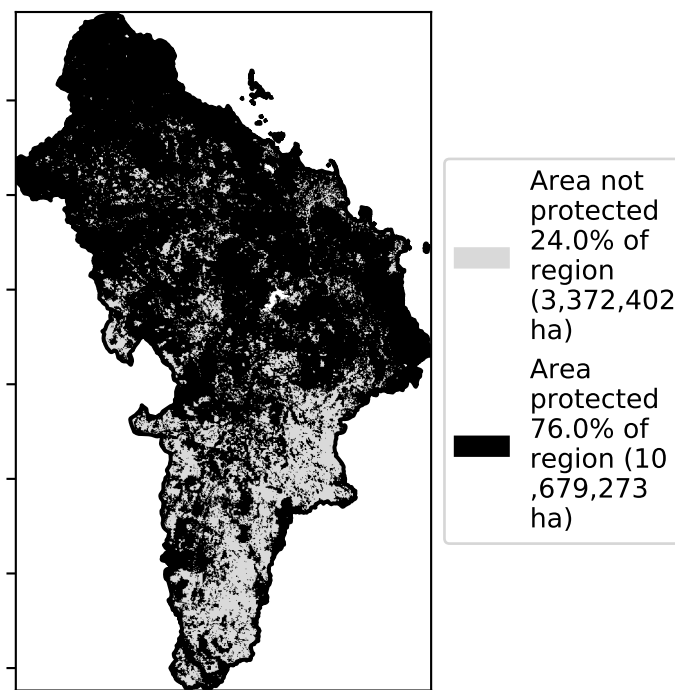 Area not
protected
24.0% of
region
(3,372,402
ha)
Area
protected
76.0% of
region (10
,679,273
ha)